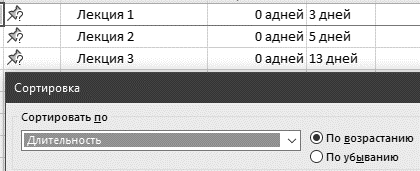 Лекция 1 0 адней 3 дней
Лекция 2 0 адней 5 дней
Лекция 3 0 адней 13 дней
Сортировка
Сортировать по
Длительность
По возрастанию
По убыванию